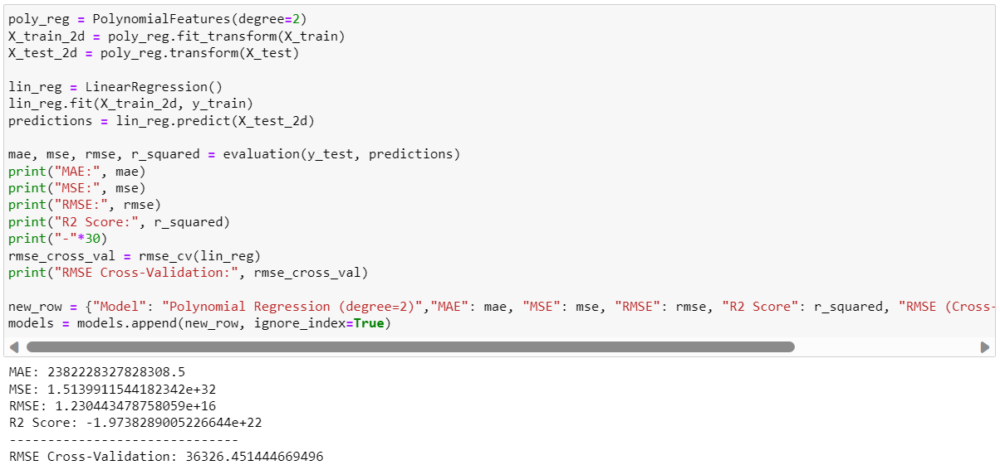 poly_reg = PolynomialFeatures(degree=2)
X_train_2d = poly_reg.fit_transform(X_train)
X_test_2d = poly_reg.transform(X_test)
lin_reg = LinearRegression()
lin_reg.fit(X_train_2d, y_train)
predictions = lin_reg.predict(X_test_2d)
mae, mse, rmse, r_squared = evaluation(y_test, predictions)
print("MAE:", mae)
print("MSE:", mse)
print("RMSE:", rmse)
print("R2 Score:", r_squared)
print("-"*30)
rmse_cross_val = rmse_cv(lin_reg)
print("RMSE Cross-Validation:", rmse_cross_val)
new_row = {"Model": "Polynomial Regression (degree=2)","MAE": mae, "MSE": mse, "RMSE": rmse, "R2 Score": r_squared, "RMSE (Cross-
models = models.append(new_row, ignore_index=True)
MAE: 2382228327828308.5
MSE: 1.5139911544182342e+32
RMSE: 1.230443478758059e+16
R2 Score: -1.9738289005226644e+22
------------------------------
RMSE Cross-Validation: 36326.451444669496